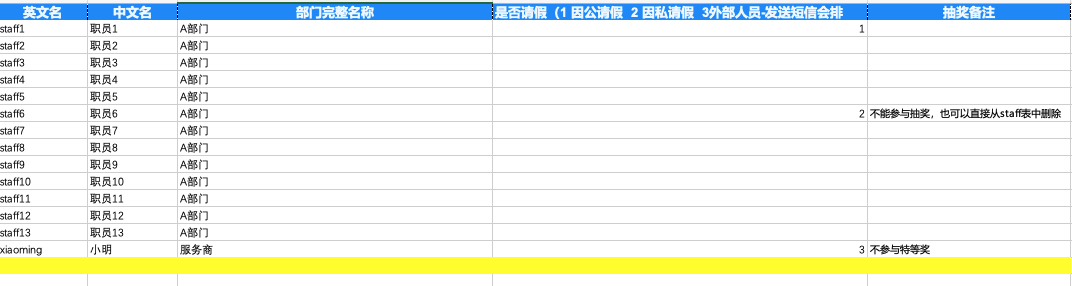 英文名 中文名 部门完整名称 是否请假（1 因公请假 2 因私请假 3外部人员-发送短信会排 抽奖备注
staff1 职员1 A部门 1
staff2 职员2 A部门
staff3 职员3 A部门
staff4 职员4 A部门
staff5 职员5 A部门
staff6 职员6 A部门 2 不能参与抽奖，也可以直接从staff表中删除
staff7 职员7 A部门
staff8 职员8 A部门
staff9 职员9 A部门
staff10 职员10 A部门
staff11 职员11 A部门
staff12 职员12 A部门
staff13 职员13 A部门
xiaoming 小明 服务商 3 不参与特等奖